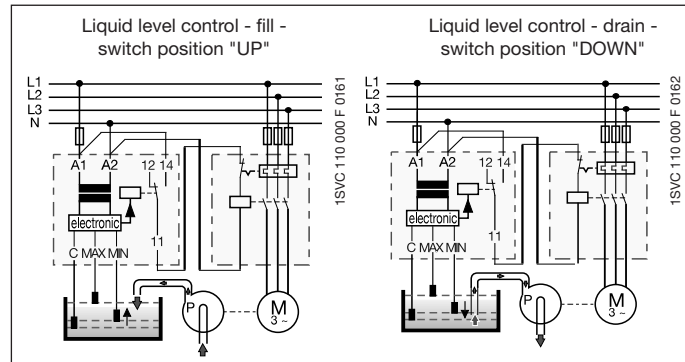 Liquid level control - fill -
switch position "UP"
L1
L2
L3
N
A1 A2 12 14
electronic
11
C MAX MIN
P
M
3 ~
1SVC 110 000 F 0161
Liquid level control - drain -
switch position "DOWN"
L1
L2
L3
N
A1 A2 12 14
electronic
11
C MAX MIN
P
M
3 ~
1SVC 110 000 F 0162